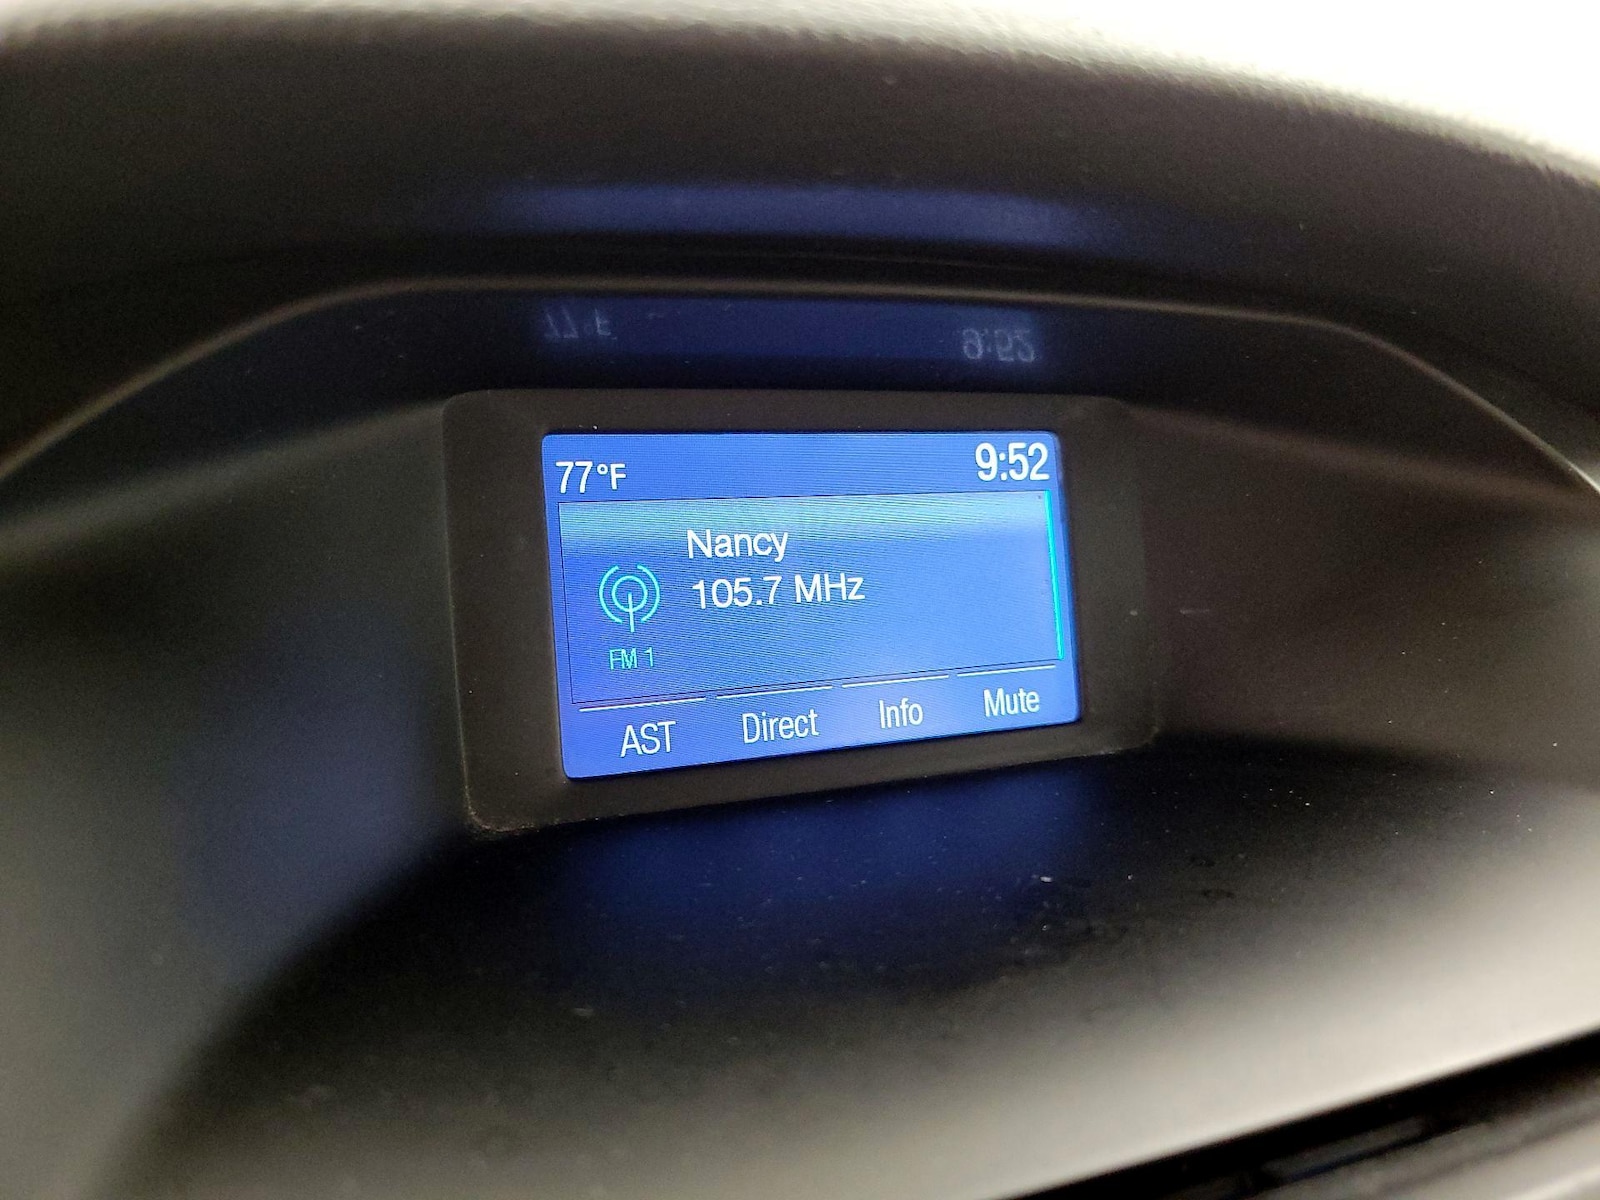 77°F 9:52
Nancy
105.7 MHz
FM 1
AST Direct Info Mute